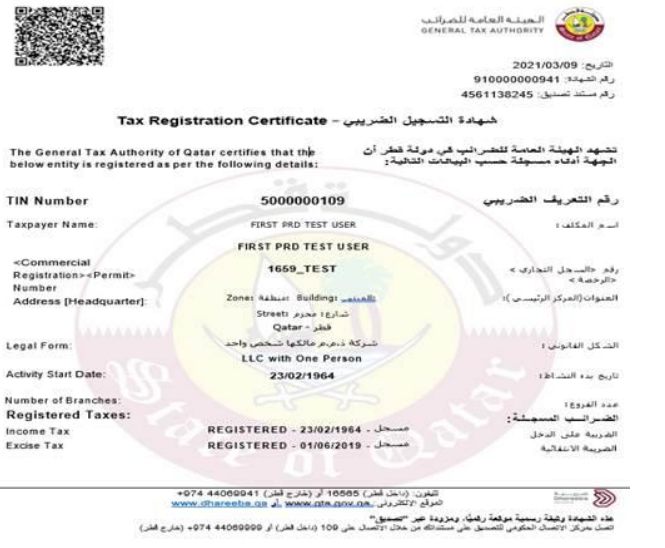 الهيئة العامة للضرائب
GENERAL TAX AUTHORITY
التاريخ: 2021/03/09
رقم الشهادة: 910000000941
رقم مستند تصديق: 4561138245
Tax Registration Certificate – شهادة التسجيل الضريبي
The General Tax Authority of Qatar certifies that the below entity is registered as per the following details:
تشهد الهيئة العامة للضرائب في دولة قطر أن الجهة أدناه مسجلة حسب البيانات التالية:
TIN Number 5000000109 رقم التعريف الضريبي
Taxpayer Name: FIRST PRD TEST USER اسم المكلف:
FIRST PRD TEST USER
<Commercial Registration><Permit> Number 1659_TEST رقم <السجل التجاري> <الرخصة>
Address [Headquarter]: Zone: منطقة: Building: المبنى: العنوان(المركز الرئيسي):
Street: شارع: محرم
Qatar - قطر
Legal Form: شركة ذ.م.م مالكها شخص واحد الشكل القانوني:
LLC with One Person
Activity Start Date: 23/02/1964 تاريخ بدء النشاط:
Number of Branches: عدد الفروع:
Registered Taxes: الضرائب المسجلة:
Income Tax REGISTERED - 23/02/1964 - مسجل الضريبة على الدخل
Excise Tax REGISTERED - 01/06/2019 - مسجل الضريبة الانتقائية
دولة قطر
State of Qatar
تليفون: (داخل قطر) 16565 أو (خارج قطر) 44069941 974+
الموقع الإلكتروني: www.gta.gov.qa أو www.dhareeba.qa
هذه الشهادة وثيقة رسمية موقعة رقميًا، ومزودة عبر "تصديق"
اتصل بمركز الاتصال الحكومي للتصديق على مستنداتك من خلال الاتصال على 109 (داخل قطر) أو 44069999 974+ (خارج قطر)